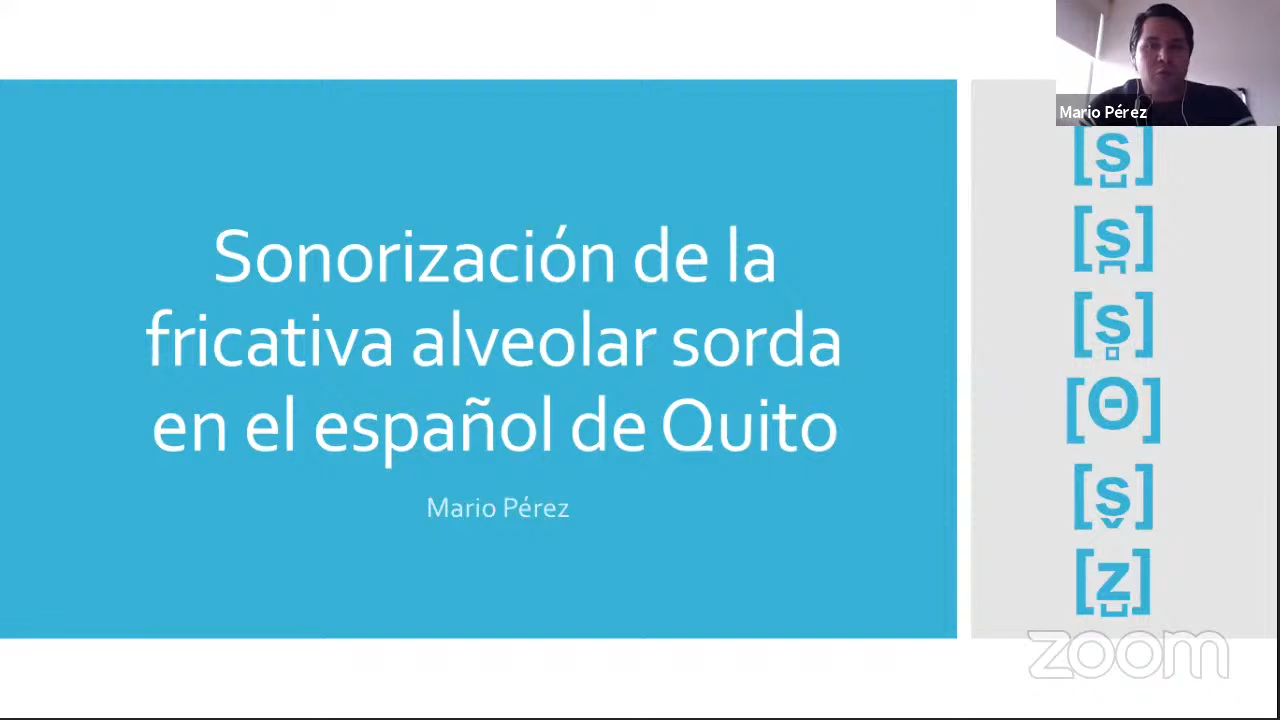 Mario Pérez
Sonorización de la
fricativa alveolar sorda
en el español de Quito
Mario Pérez
[s̺]
[s̪]
[s̻]
[Θ]
[s̬]
[z̺]
zoom